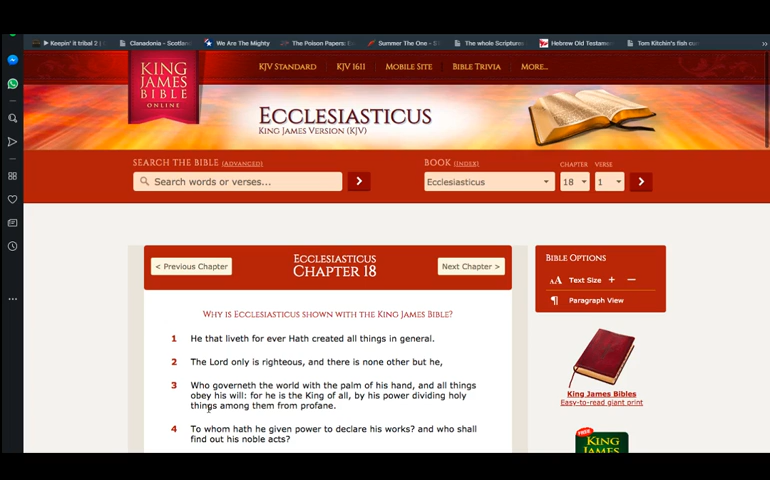 Keepin' it tribal 2 (
Clanadonia - Scotlan
We Are The Mighty
The Poison Papers: E
Summer The One - B
The whole Scriptures
Hebrew Old Testame
Tom Kitchin's fish co
KING
JAMES
BIBLE
ONLINE
KJV STANDARD KJV 1611 MOBILE SITE BIBLE TRIVIA MORE...
ECCLESIASTICUS
KING JAMES VERSION (KJV)
SEARCH THE BIBLE (ADVANCED)
Search words or verses...
BOOK (INDEX) CHAPTER VERSE
Ecclesiasticus 18 1
< Previous Chapter
ECCLESIASTICUS
CHAPTER 18
Next Chapter >
WHY IS ECCLESIASTICUS SHOWN WITH THE KING JAMES BIBLE?
1 He that liveth for ever Hath created all things in general.
2 The Lord only is righteous, and there is none other but he,
3 Who governeth the world with the palm of his hand, and all things
obey his will: for he is the King of all, by his power dividing holy
things among them from profane.
4 To whom hath he given power to declare his works? and who shall
find out his noble acts?
BIBLE OPTIONS
AA Text Size + —
¶ Paragraph View
King James Bibles
Easy-to-read giant print
FREE
KING
JAMES